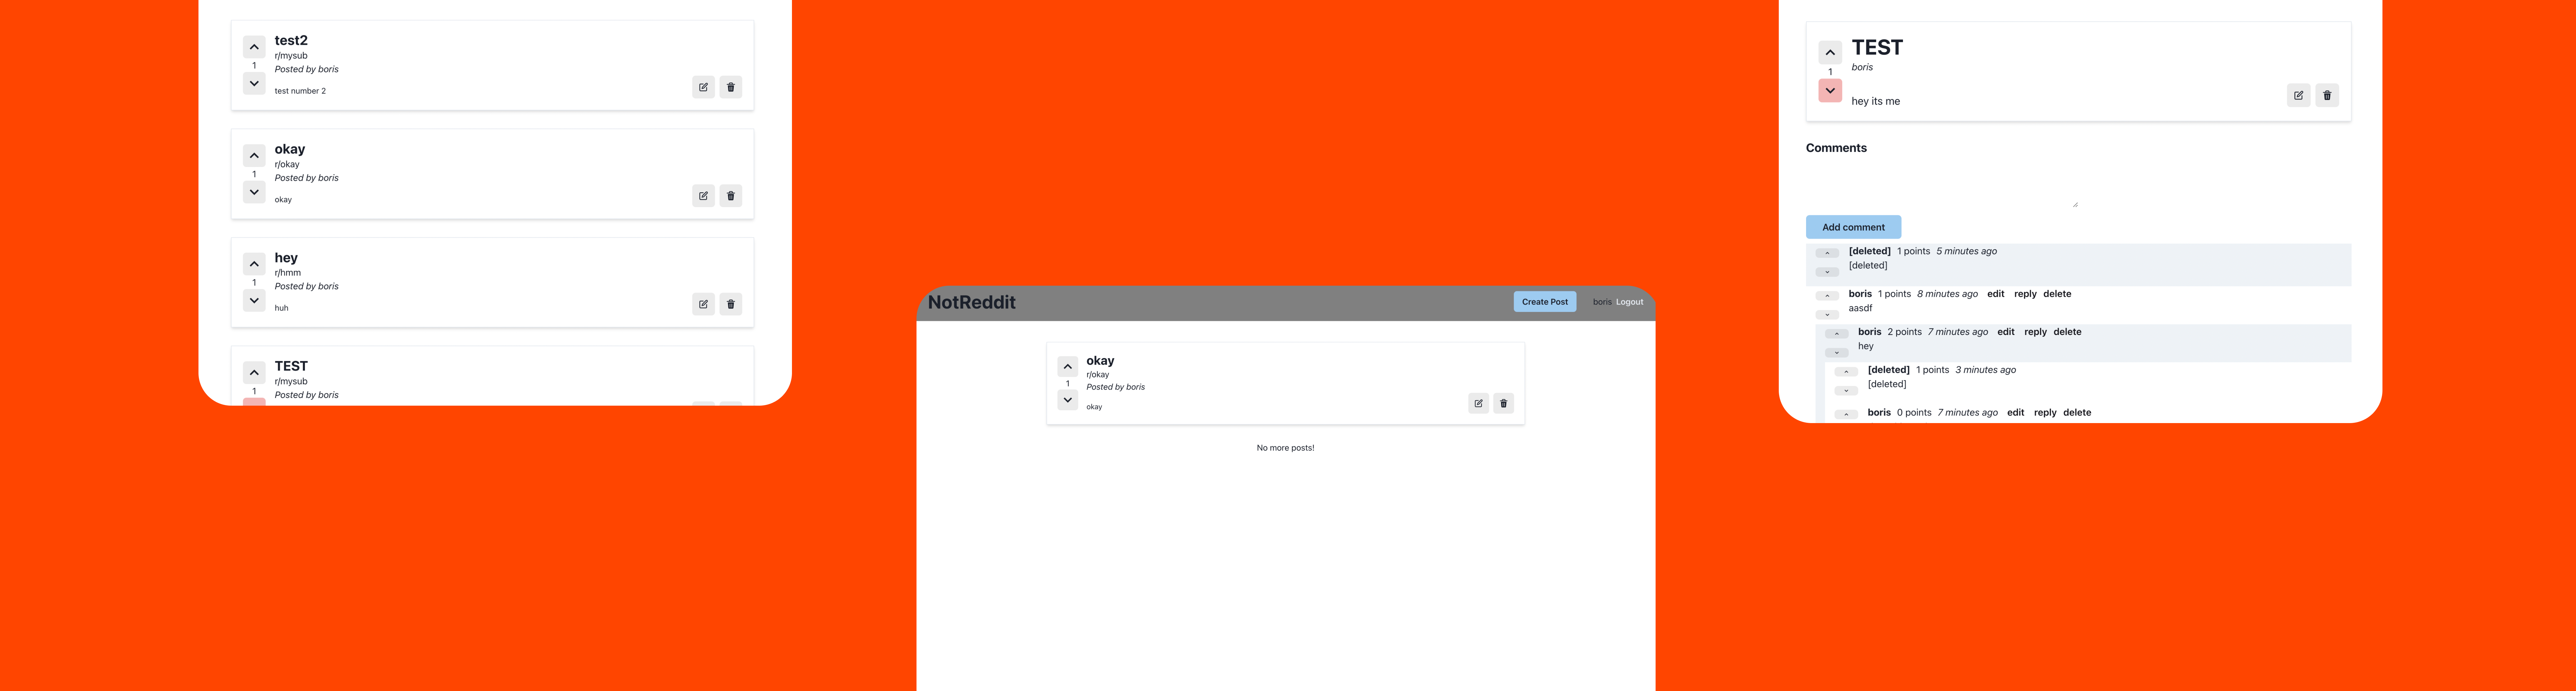 test2
r/mysub
1
Posted by boris
test number 2
okay
r/okay
1
Posted by boris
okay
hey
r/hmm
1
Posted by boris
huh
TEST
r/mysub
1
Posted by boris
NotReddit
Create Post
boris Logout
okay
r/okay
1
Posted by boris
okay
No more posts!
TEST
boris
1
hey its me
Comments
Add comment
[deleted] 1 points 5 minutes ago
[deleted]
boris 1 points 8 minutes ago edit reply delete
aasdf
boris 2 points 7 minutes ago edit reply delete
hey
[deleted] 1 points 3 minutes ago
[deleted]
boris 0 points 7 minutes ago edit reply delete